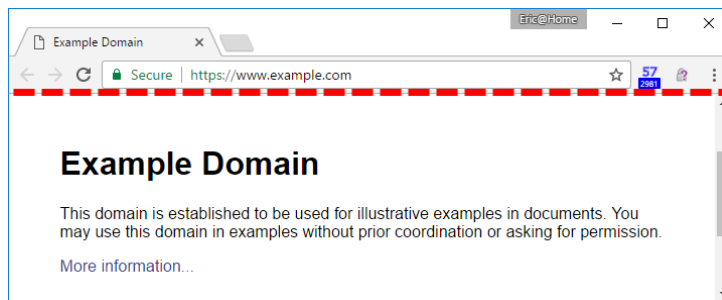 Eric@Home
Example Domain
Secure | https://www.example.com
57
2981
Example Domain
This domain is established to be used for illustrative examples in documents. You
may use this domain in examples without prior coordination or asking for permission.
More information...